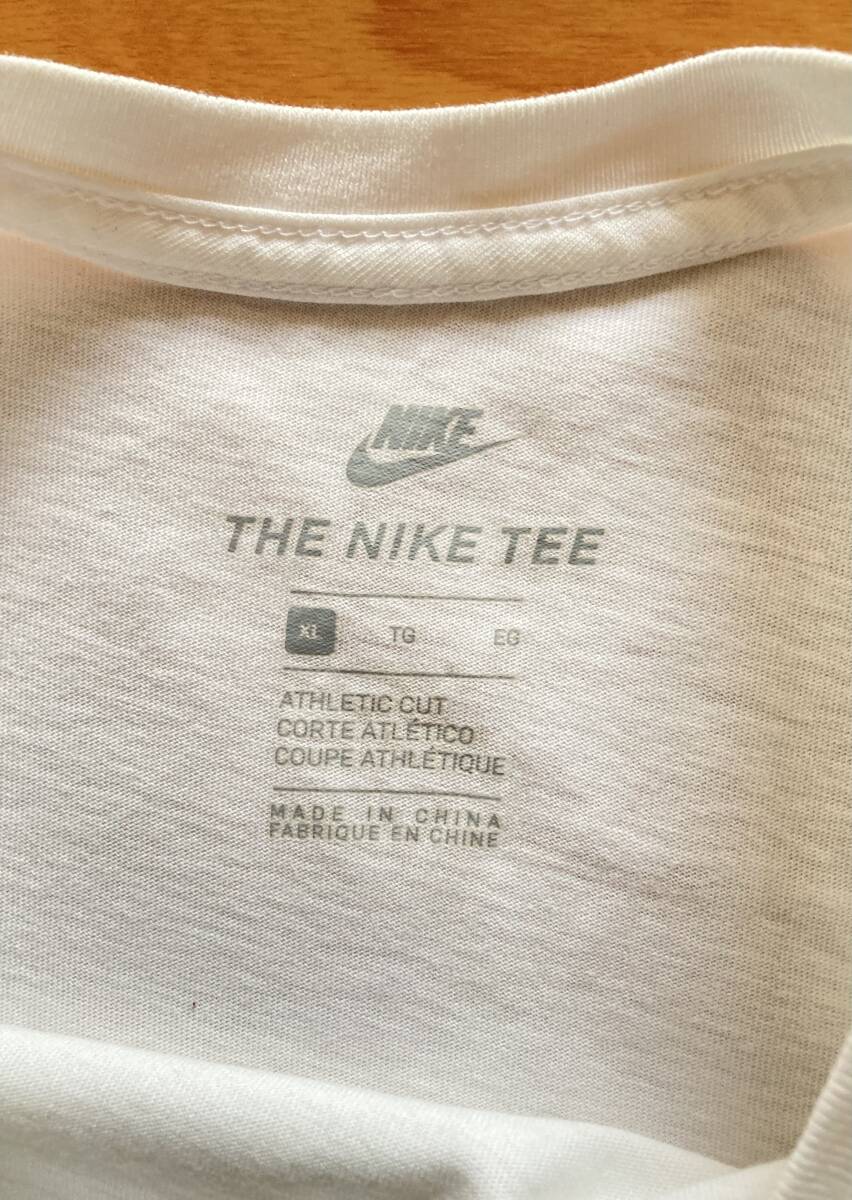 NIKE
THE NIKE TEE
XL TG EG
ATHLETIC CUT
CORTE ATLÉTICO
COUPE ATHLÉTIQUE
MADE IN CHINA
FABRIQUE EN CHINE